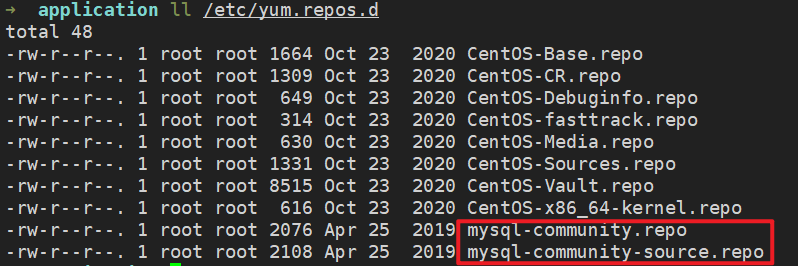 → application ll /etc/yum.repos.d
total 48
-rw-r--r--. 1 root root 1664 Oct 23  2020 CentOS-Base.repo
-rw-r--r--. 1 root root 1309 Oct 23  2020 CentOS-CR.repo
-rw-r--r--. 1 root root  649 Oct 23  2020 CentOS-Debuginfo.repo
-rw-r--r--. 1 root root  314 Oct 23  2020 CentOS-fasttrack.repo
-rw-r--r--. 1 root root  630 Oct 23  2020 CentOS-Media.repo
-rw-r--r--. 1 root root 1331 Oct 23  2020 CentOS-Sources.repo
-rw-r--r--. 1 root root 8515 Oct 23  2020 CentOS-Vault.repo
-rw-r--r--. 1 root root  616 Oct 23  2020 CentOS-x86_64-kernel.repo
-rw-r--r--. 1 root root 2076 Apr 25  2019 mysql-community.repo
-rw-r--r--. 1 root root 2108 Apr 25  2019 mysql-community-source.repo